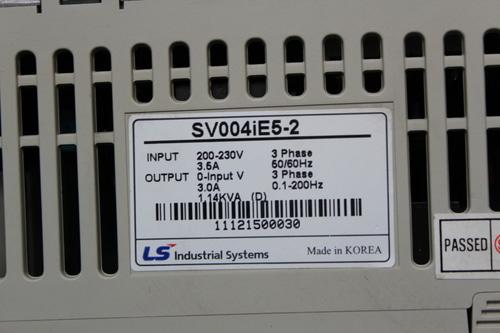 SV004iE5-2
INPUT 200-230V 3 Phase
3.5A 50/60Hz
OUTPUT 0-Input V 3 Phase
3.0A 0.1-200Hz
1.14KVA (D)
11121500030
LS Industrial Systems Made in KOREA
PASSED